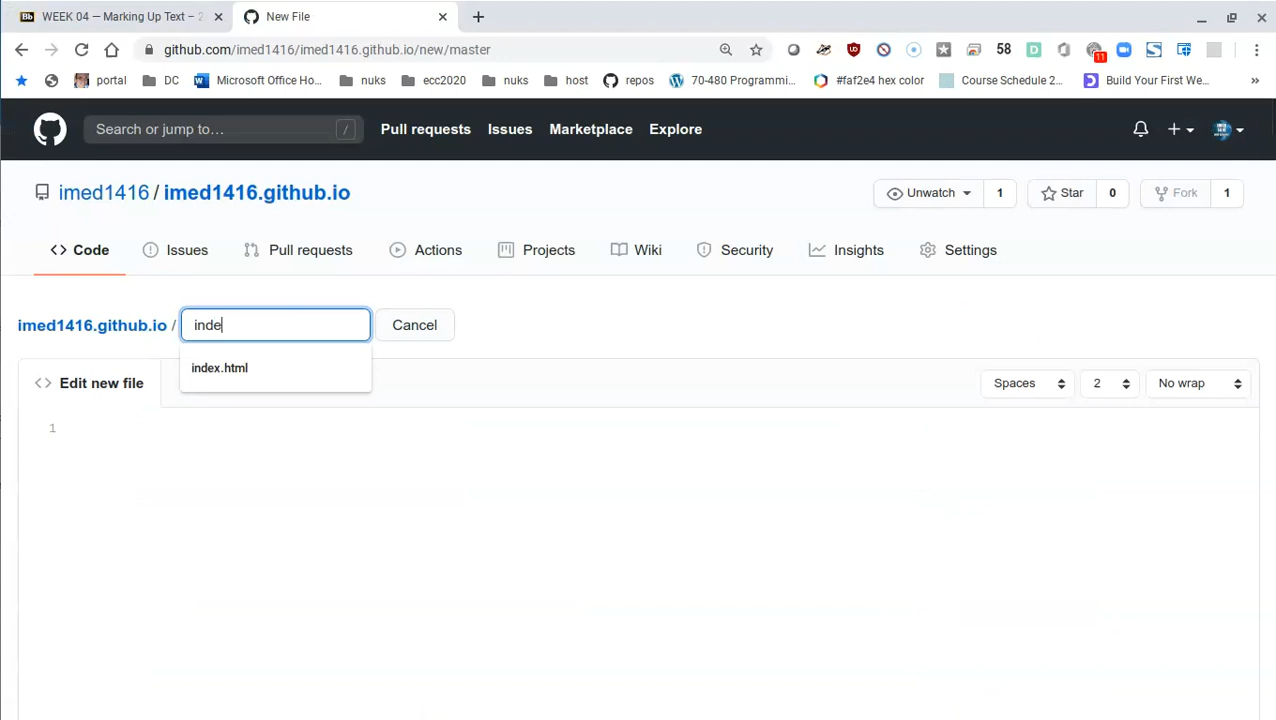 Bb WEEK 04 – Marking Up Text – 2
New File
github.com/imed1416/imed1416.github.io/new/master
58
11
portal
DC
Microsoft Office Ho...
nuks
ecc2020
nuks
host
repos
70-480 Programmi...
#faf2e4 hex color
Course Schedule 2...
Build Your First We...
»
Search or jump to...
/
Pull requests
Issues
Marketplace
Explore
imed1416 / imed1416.github.io
Unwatch 1
Star 0
Fork 1
Code
Issues
Pull requests
Actions
Projects
Wiki
Security
Insights
Settings
imed1416.github.io / inde
Cancel
index.html
<> Edit new file
Spaces
2
No wrap
1